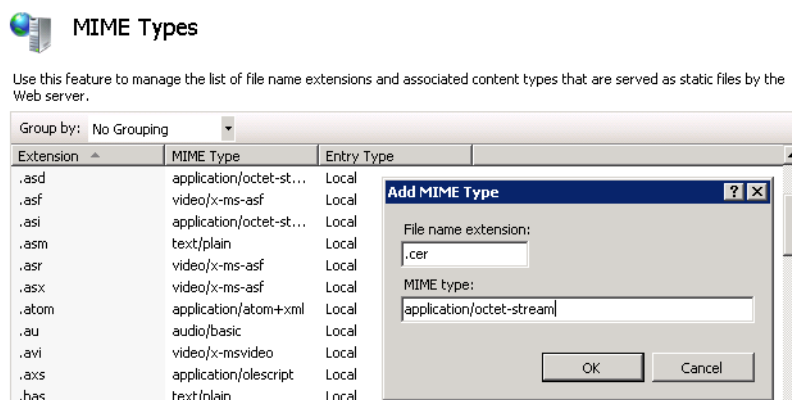 MIME Types
Use this feature to manage the list of file name extensions and associated content types that are served as static files by the
Web server.
Group by: No Grouping
Extension MIME Type Entry Type
.asd application/octet-st... Local
.asf video/x-ms-asf Local
.asi application/octet-st... Local
.asm text/plain Local
.asr video/x-ms-asf Local
.asx video/x-ms-asf Local
.atom application/atom+xml Local
.au audio/basic Local
.avi video/x-msvideo Local
.axs application/olescript Local
.bas text/plain Local
Add MIME Type
File name extension:
.cer
MIME type:
application/octet-stream
OK Cancel